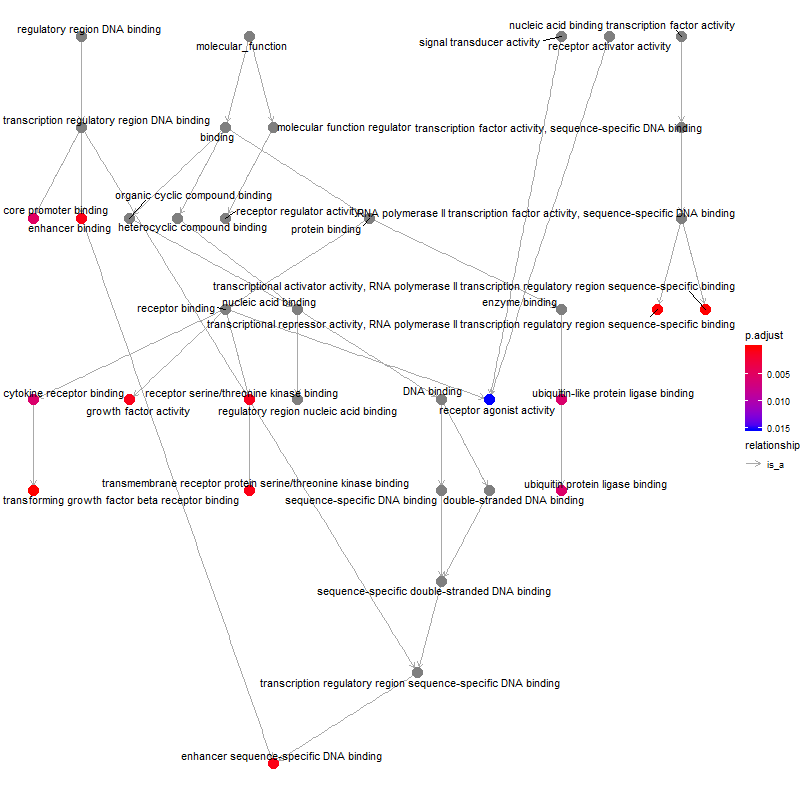 nucleic acid binding transcription factor activity
regulatory region DNA binding
signal transducer activity
molecular_function
receptor activator activity
transcription regulatory region DNA binding
molecular function regulator
transcription factor activity, sequence-specific DNA binding
binding
organic cyclic compound binding
core promoter binding
receptor regulator activity
RNA polymerase II transcription factor activity, sequence-specific DNA binding
enhancer binding
heterocyclic compound binding
protein binding
transcriptional activator activity, RNA polymerase II transcription regulatory region sequence-specific binding
nucleic acid binding
enzyme binding
receptor binding
transcriptional repressor activity, RNA polymerase II transcription regulatory region sequence-specific binding
p.adjust
0.005
0.010
0.015
relationship
is_a
cytokine receptor binding
receptor serine/threonine kinase binding
DNA binding
ubiquitin-like protein ligase binding
growth factor activity
regulatory region nucleic acid binding
receptor agonist activity
transmembrane receptor protein serine/threonine kinase binding
ubiquitin protein ligase binding
transforming growth factor beta receptor binding
sequence-specific DNA binding
double-stranded DNA binding
sequence-specific double-stranded DNA binding
transcription regulatory region sequence-specific DNA binding
enhancer sequence-specific DNA binding